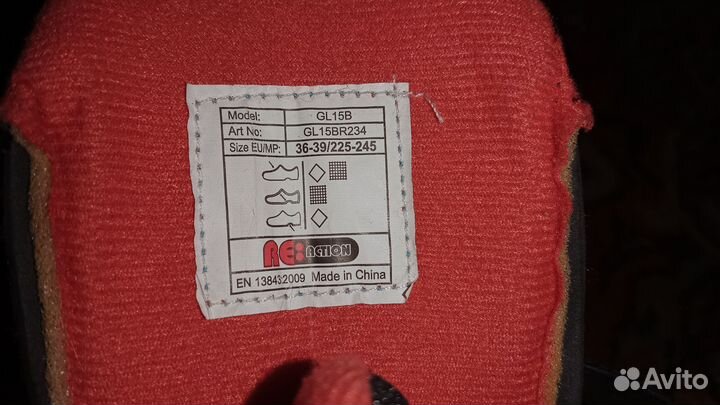 Model: GL15B
Art No: GL15BR234
Size EU/MP: 36-39/225-245
RE:ACTION
EN 13843:2009 Made in China
Avito